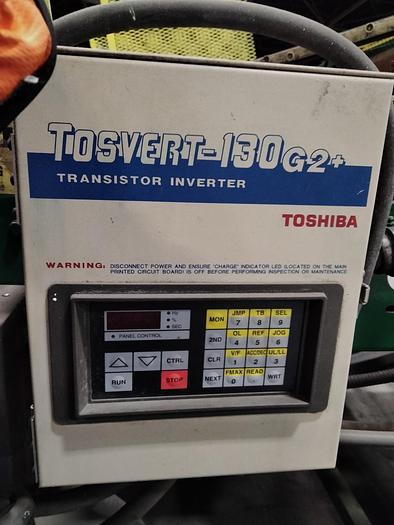 TOSVERT-130G2+
TRANSISTOR INVERTER
TOSHIBA
WARNING: DISCONNECT POWER AND ENSURE 'CHARGE' INDICATOR LED (LOCATED ON THE MAIN
PRINTED CIRCUIT BOARD) IS OFF BEFORE PERFORMING INSPECTION OR MAINTENANCE
Hz
%
SEC
PANEL CONTROL
CTRL
RUN
STOP
MON JMP 7 TB 8 SEL 9
2ND OL 4 REF 5 JOG 6
CLR V/F 1 ACC/DEC 2 UL/LL 3
NEXT FMAX 0 READ . WRT